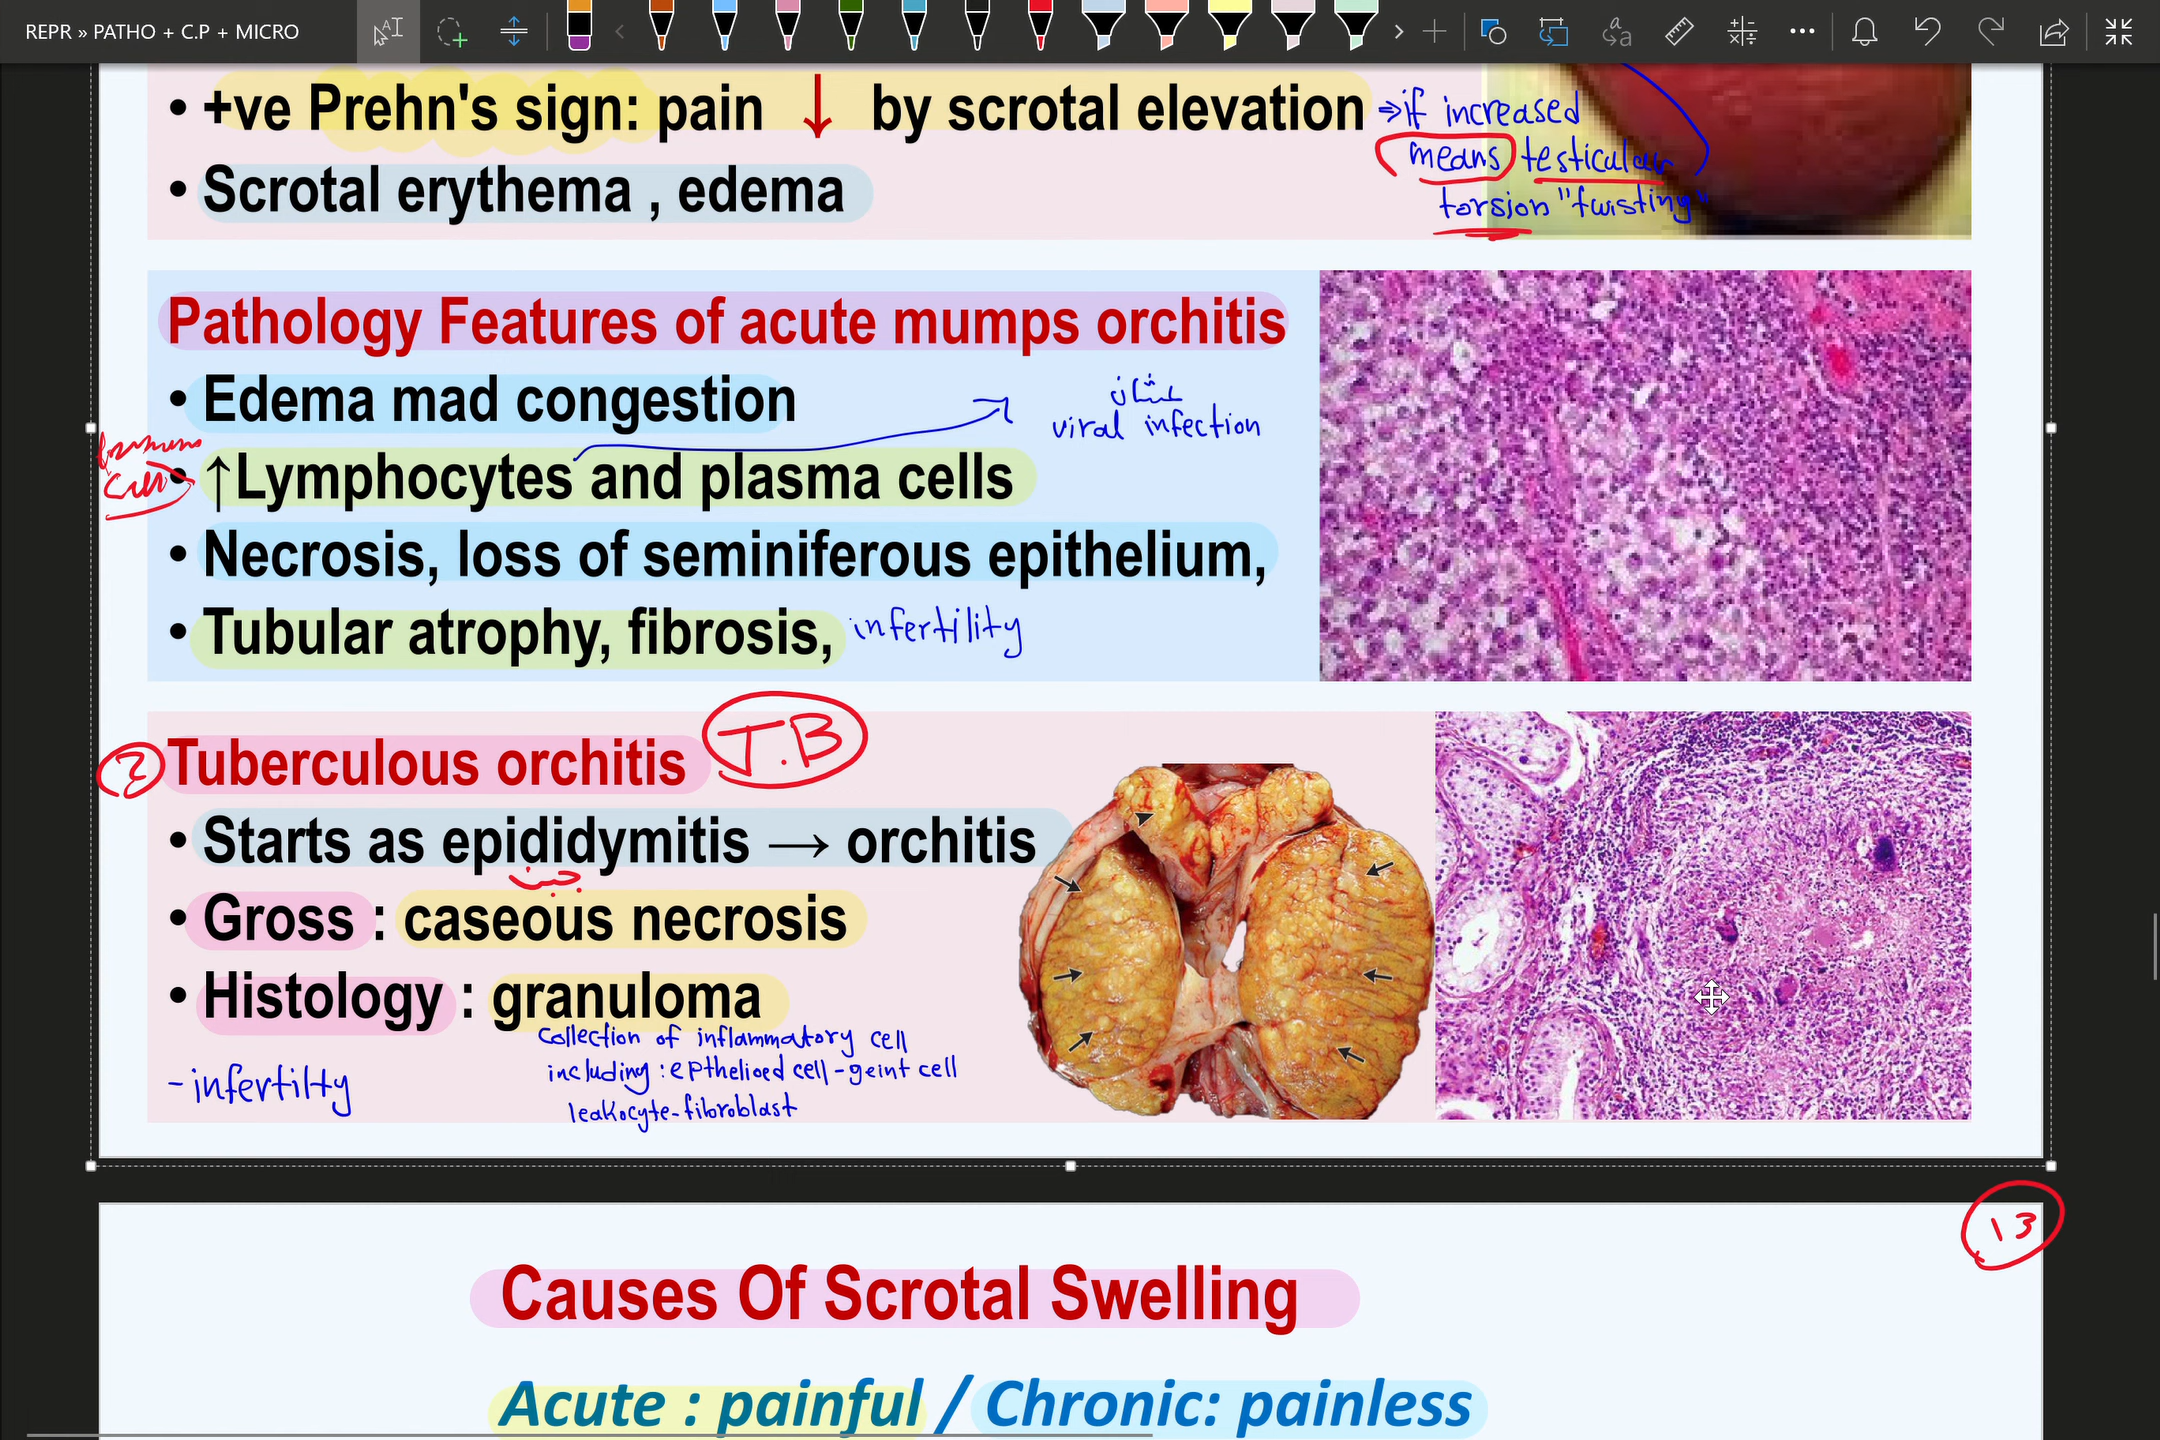 REPR » PATHO + C.P + MICRO
• +ve Prehn's sign: pain ↓ by scrotal elevation
⇒if increased
means testicular
torsion "twisting"
• Scrotal erythema , edema
Pathology Features of acute mumps orchitis
• Edema mad congestion
عشان
viral infection
• ↑Lymphocytes and plasma cells
• Necrosis, loss of seminiferous epithelium,
• Tubular atrophy, fibrosis, infertility
2 Tuberculous orchitis T.B
• Starts as epididymitis → orchitis
• Gross : caseous necrosis
• Histology : granuloma
collection of inflammatory cell
including : epthelioed cell - geint cell
leakocyte - fibroblast
- infertilty
13
Causes Of Scrotal Swelling
Acute : painful / Chronic: painless